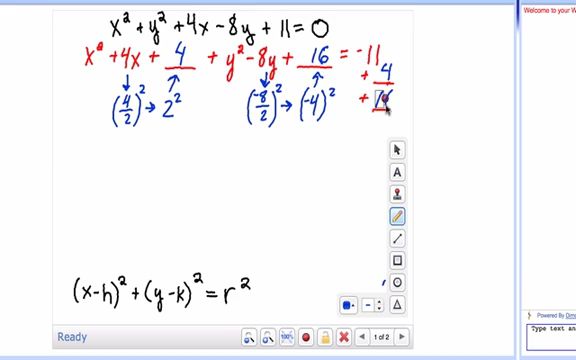 x² + y² + 4x - 8y + 11 = 0
x² + 4x + 4 + y² - 8y + 16 = -11
+ 4
(4/2)² → 2² (-8/2)² → (-4)² +
(x-h)² + (y-k)² = r²
Ready 100% 1 of 2
Welcome to your W
Powered By
Type text an